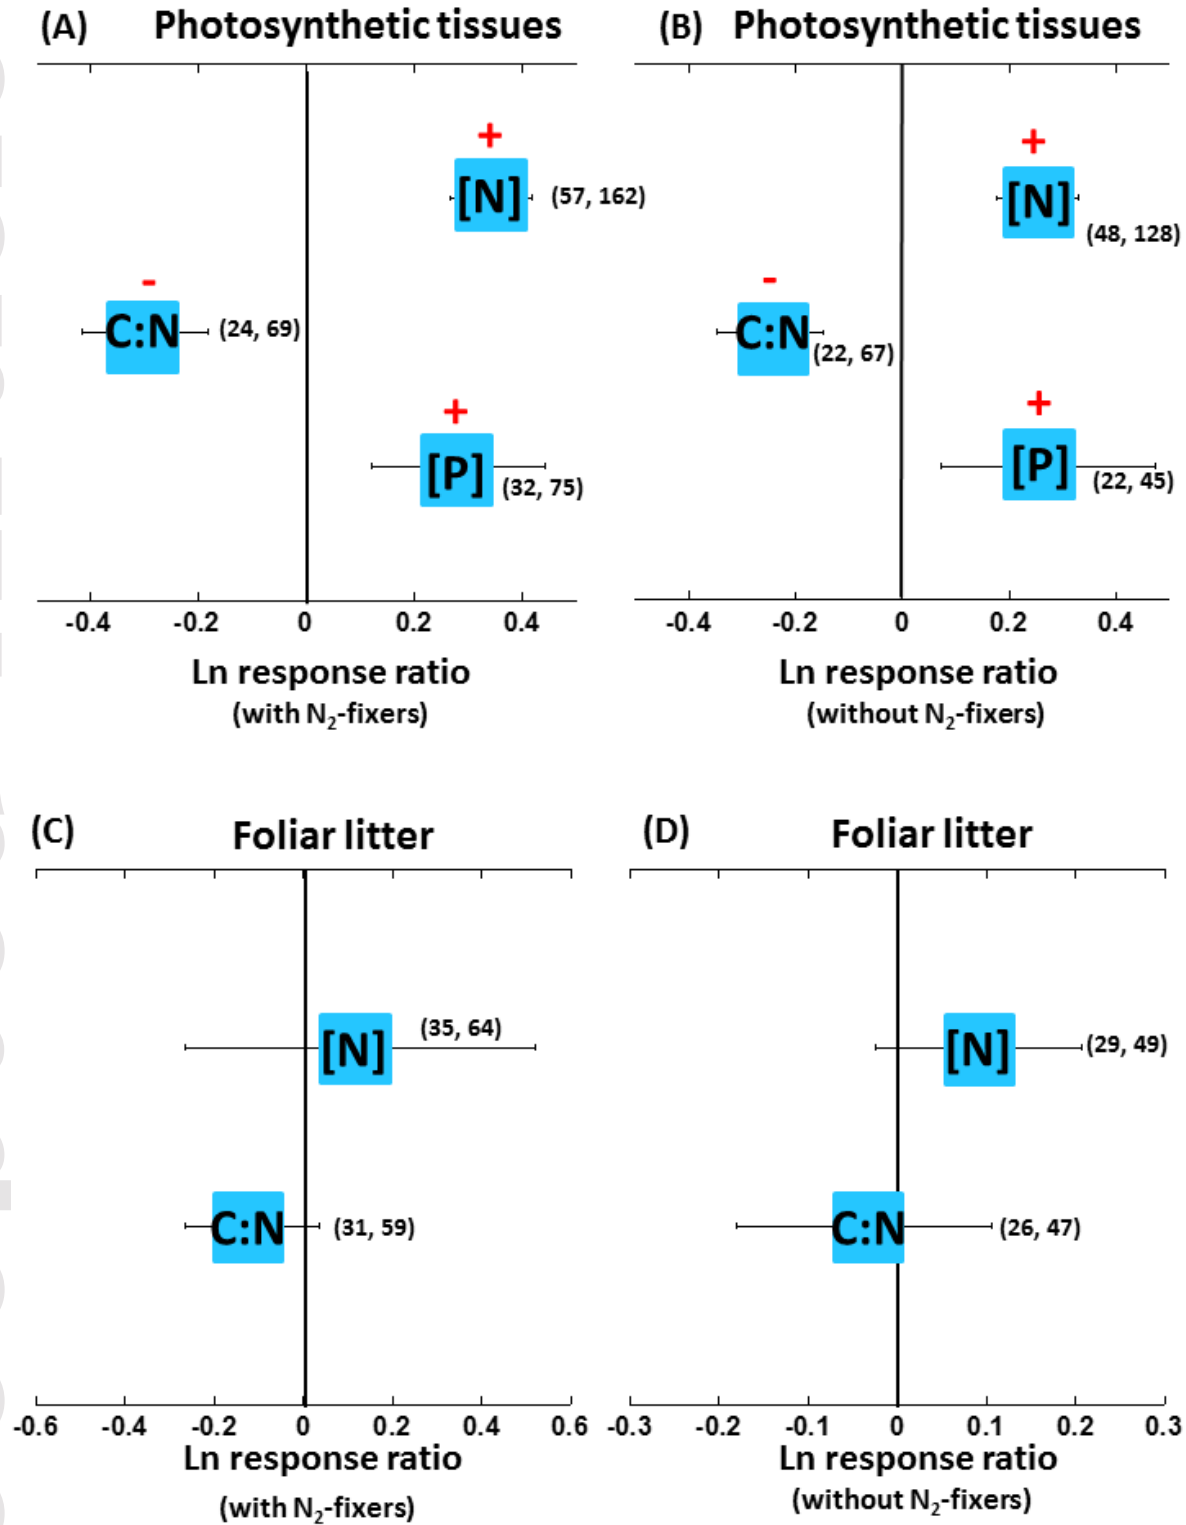 (A) Photosynthetic tissues
(B) Photosynthetic tissues
+
[N] (57, 162)
-
C:N (24, 69)
+
[P] (32, 75)
-0.4 -0.2 0 0.2 0.4
Ln response ratio
(with N₂-fixers)
+
[N] (48, 128)
-
C:N (22, 67)
+
[P] (22, 45)
-0.4 -0.2 0 0.2 0.4
Ln response ratio
(without N₂-fixers)
(C) Foliar litter
[N] (35, 64)
C:N (31, 59)
-0.6 -0.4 -0.2 0 0.2 0.4 0.6
Ln response ratio
(with N₂-fixers)
(D) Foliar litter
[N] (29, 49)
C:N (26, 47)
-0.3 -0.2 -0.1 0 0.1 0.2 0.3
Ln response ratio
(without N₂-fixers)